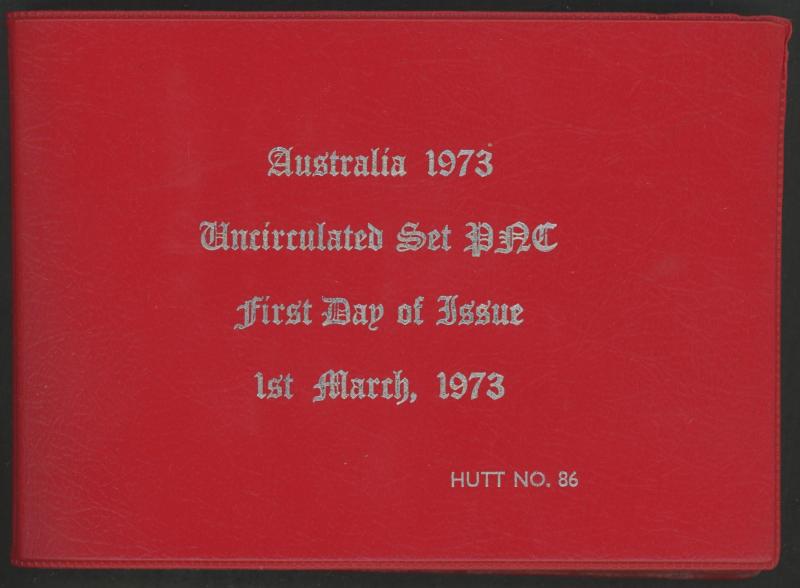 Australia 1973
Uncirculated Set PNC
First Day of Issue
1st March, 1973
HUTT NO. 86